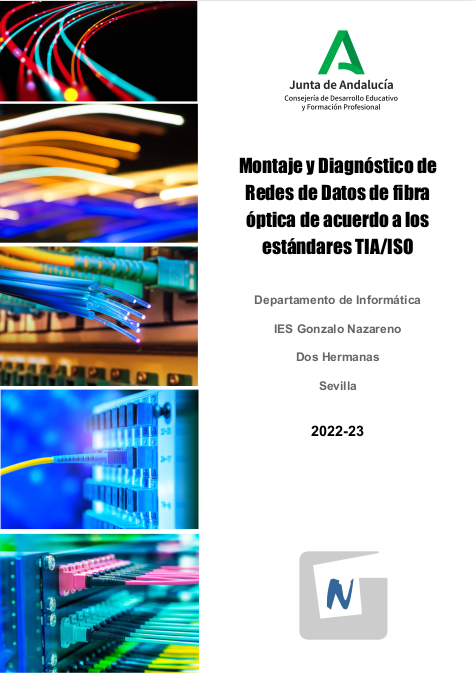 Junta de Andalucía
Consejería de Desarrollo Educativo
y Formación Profesional
Montaje y Diagnóstico de
Redes de Datos de fibra
óptica de acuerdo a los
estándares TIA/ISO
Departamento de Informática
IES Gonzalo Nazareno
Dos Hermanas
Sevilla
2022-23
N